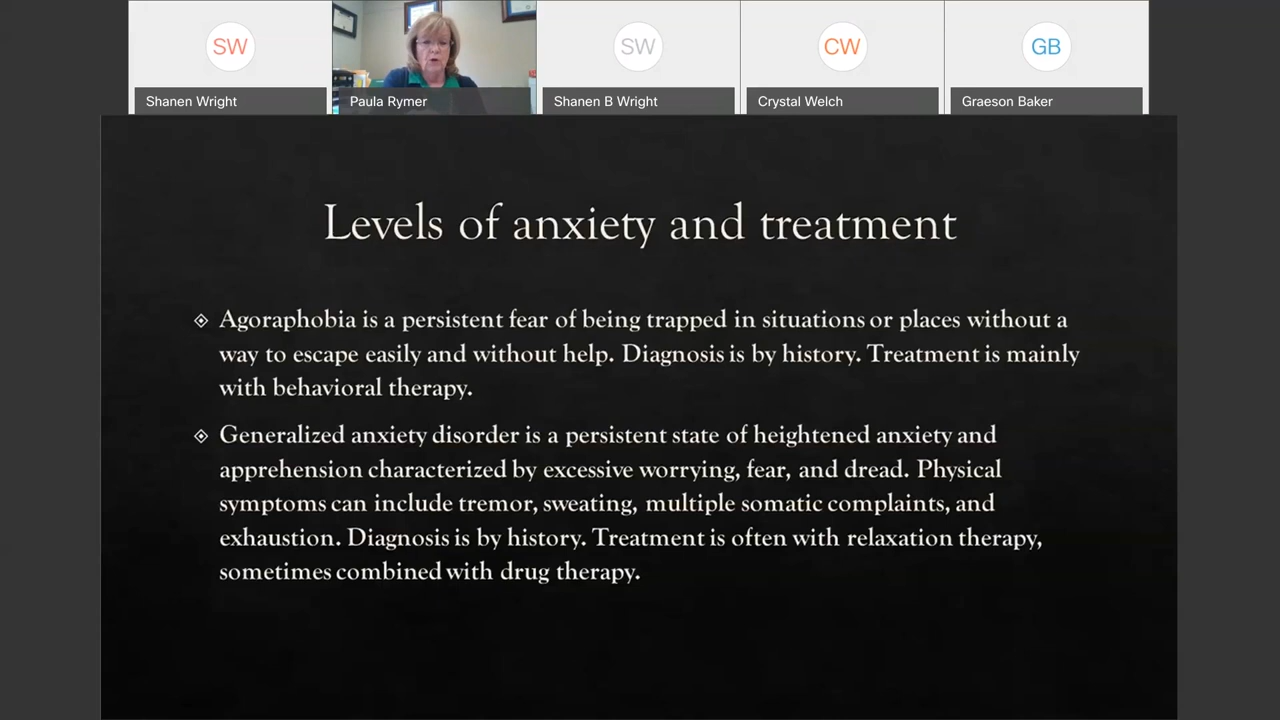 SW
SW
CW
GB
Shanen Wright
Paula Rymer
Shanen B Wright
Crystal Welch
Graeson Baker
Levels of anxiety and treatment
Agoraphobia is a persistent fear of being trapped in situations or places without a
way to escape easily and without help. Diagnosis is by history. Treatment is mainly
with behavioral therapy.
Generalized anxiety disorder is a persistent state of heightened anxiety and
apprehension characterized by excessive worrying, fear, and dread. Physical
symptoms can include tremor, sweating, multiple somatic complaints, and
exhaustion. Diagnosis is by history. Treatment is often with relaxation therapy,
sometimes combined with drug therapy.